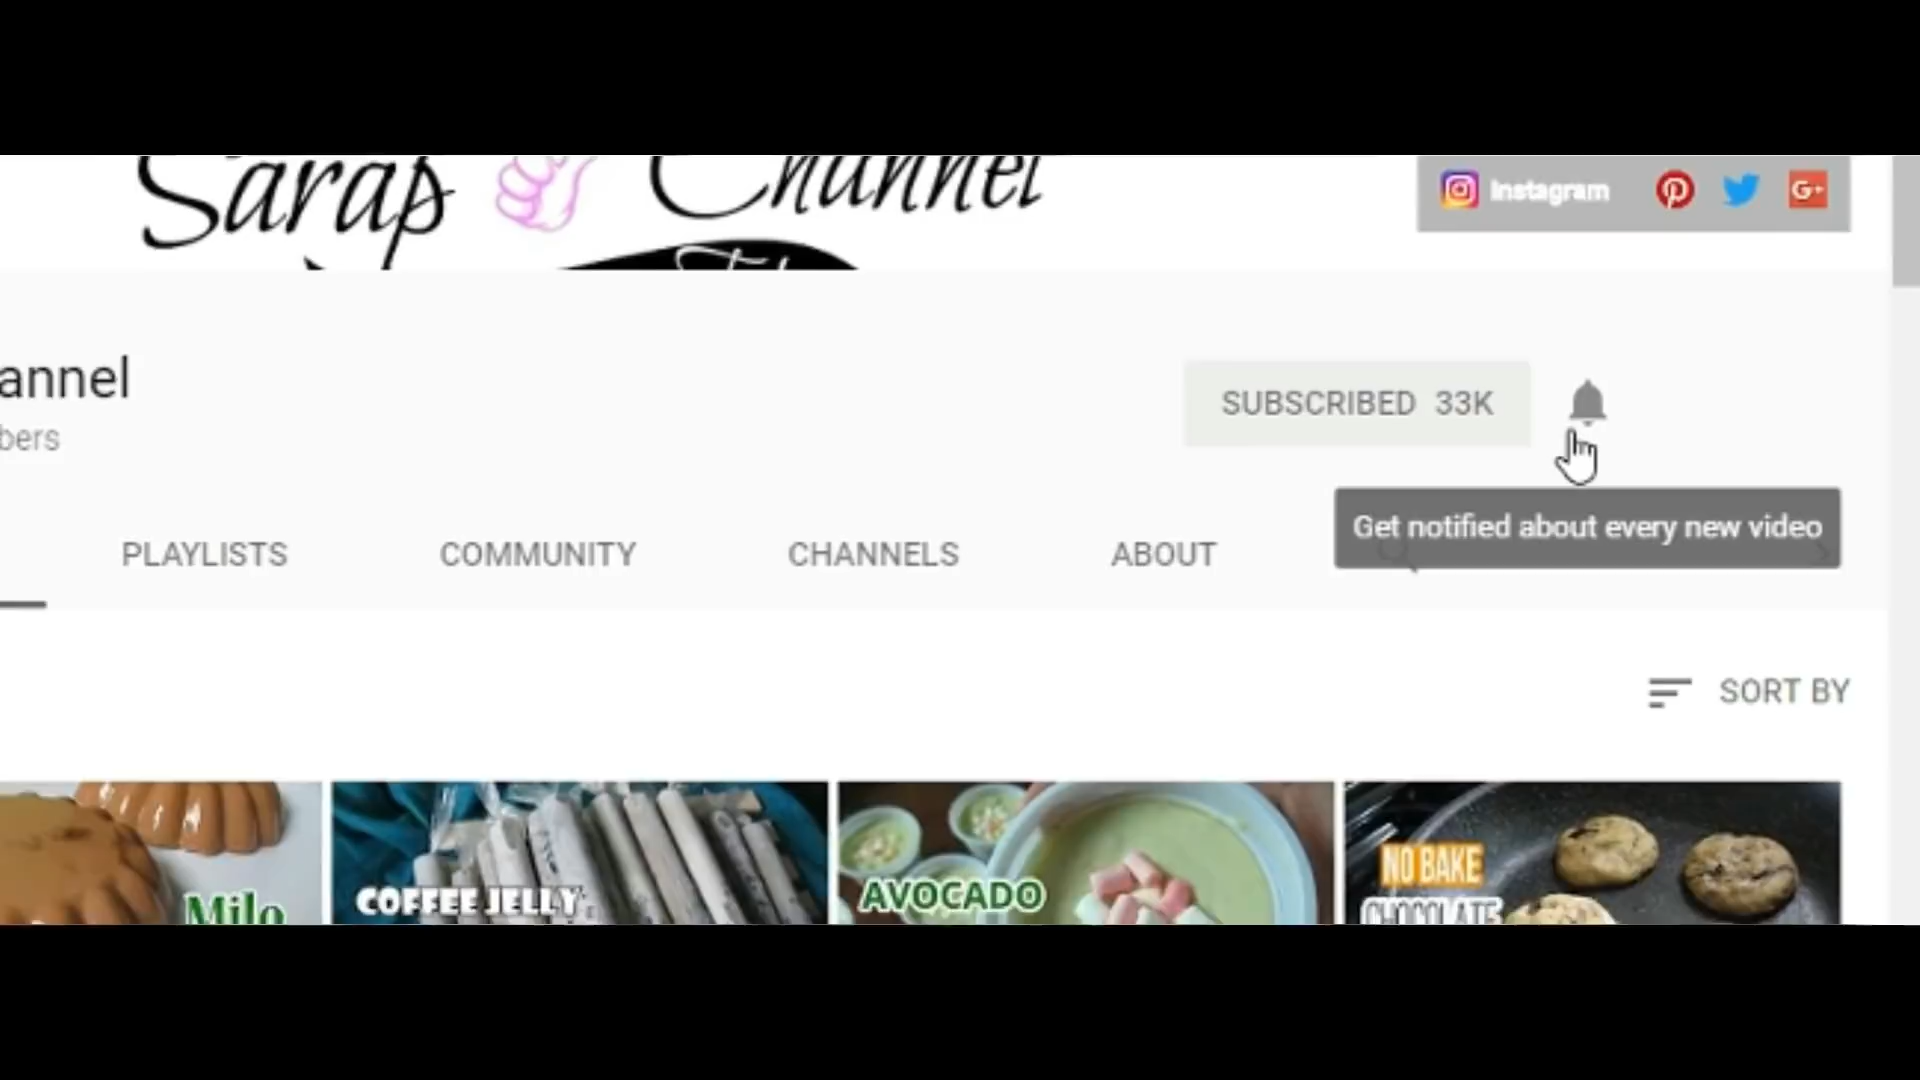 Sarap Channel
Instagram
annel
SUBSCRIBED 33K
bers
Get notified about every new video
PLAYLISTS
COMMUNITY
CHANNELS
ABOUT
SORT BY
Milo
COFFEE JELLY
AVOCADO
NO BAKE
CHOCOLATE